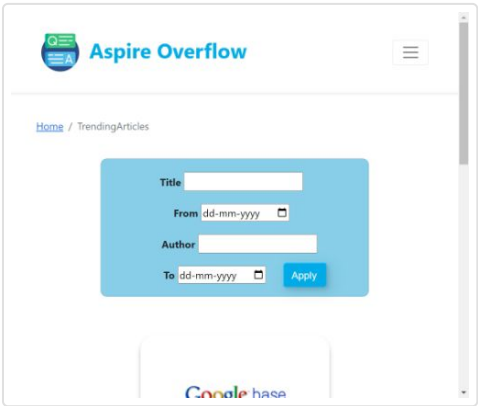 Q
A
Aspire Overflow
Home / TrendingArticles
Title
From dd-mm-yyyy
Author
To dd-mm-yyyy Apply
Google base